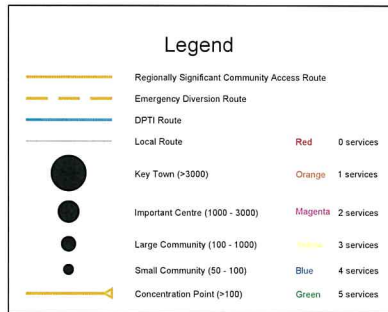 Legend
Regionally Significant Community Access Route
Emergency Diversion Route
DPTI Route
Local Route Red 0 services
Key Town (>3000) Orange 1 services
Important Centre (1000 - 3000) Magenta 2 services
Large Community (100 - 1000) 3 services
Small Community (50 - 100) Blue 4 services
Concentration Point (>100) Green 5 services